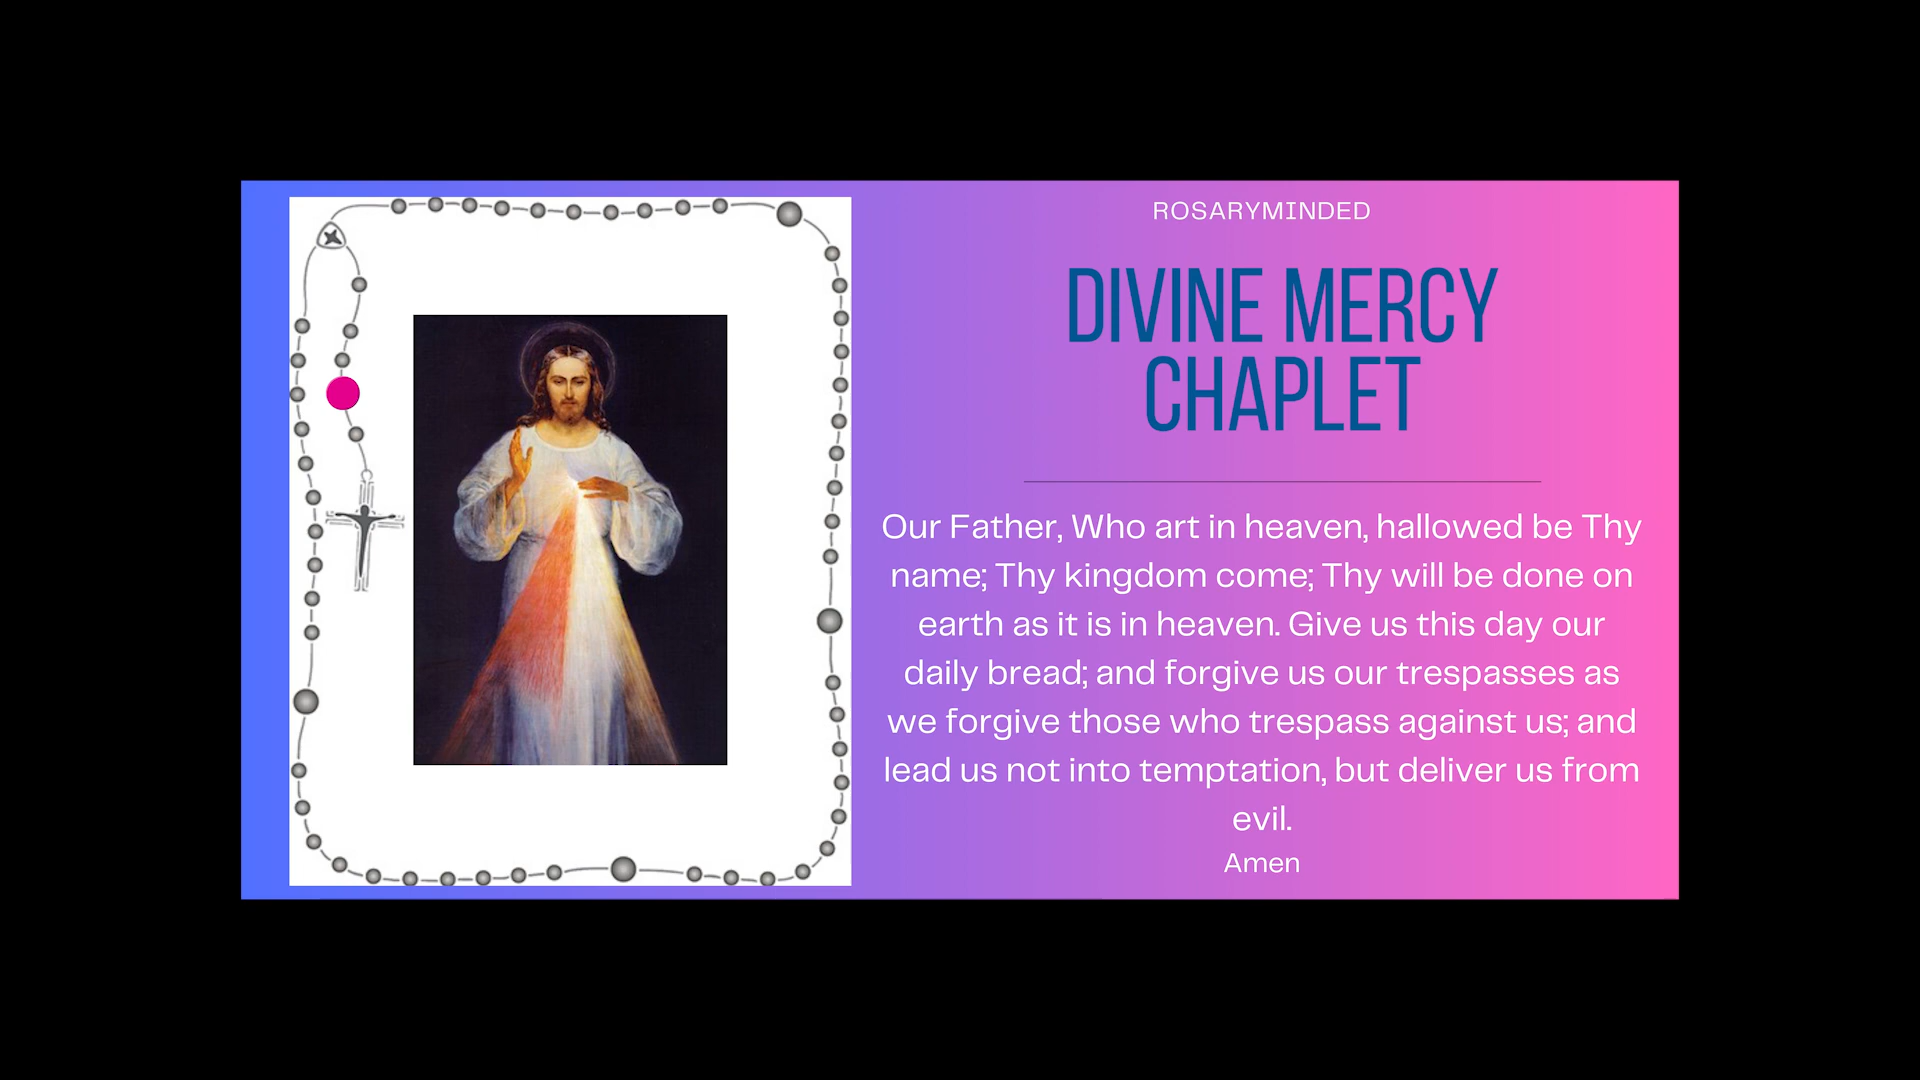 ROSARYMINDED
DIVINE MERCY
CHAPLET
Our Father, Who art in heaven, hallowed be Thy
name; Thy kingdom come; Thy will be done on
earth as it is in heaven. Give us this day our
daily bread; and forgive us our trespasses as
we forgive those who trespass against us; and
lead us not into temptation, but deliver us from
evil.
Amen